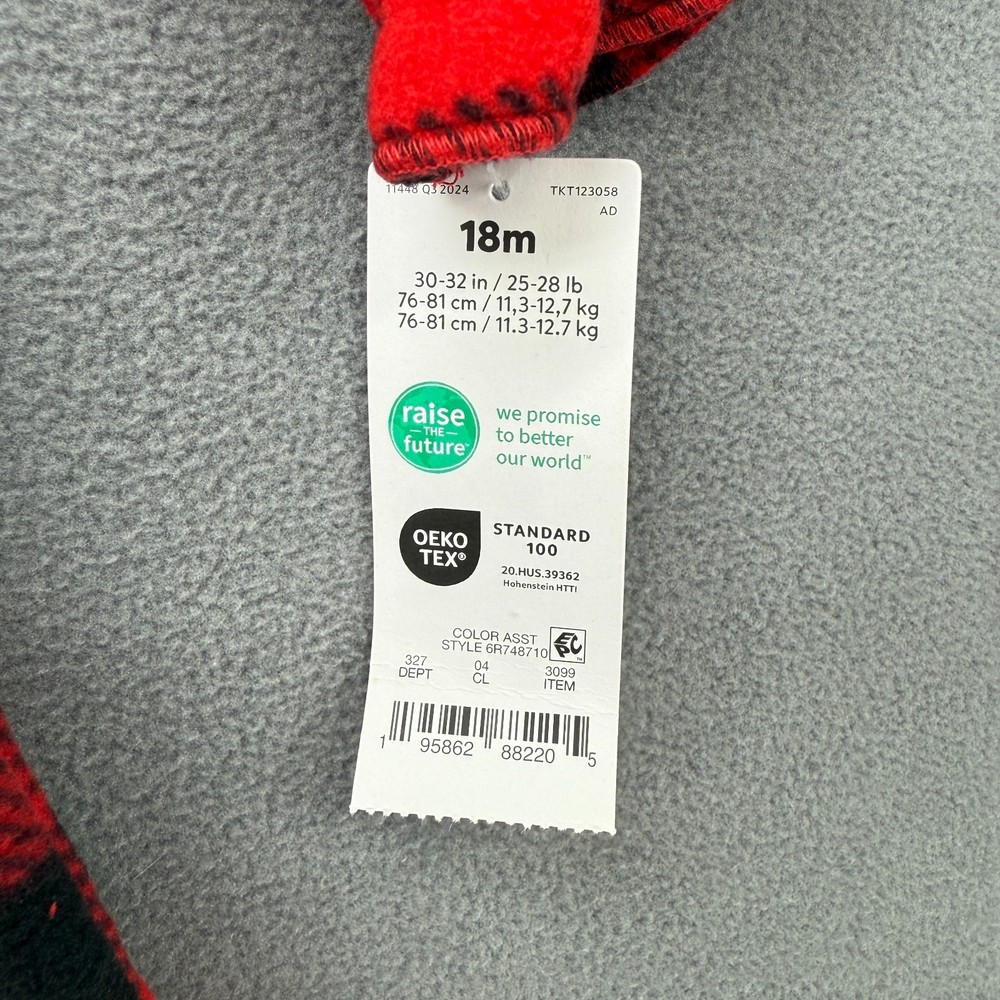 11448 Q3 2024
TKT123058
AD
18m
30-32 in / 25-28 lb
76-81 cm / 11,3-12,7 kg
76-81 cm / 11.3-12.7 kg
raise
THE
future™
we promise
to better
our world™
OEKO
TEX®
STANDARD
100
20.HUS.39362
Hohenstein HTTI
COLOR ASST
STYLE 6R748710
EPC™
327
DEPT
04
CL
3099
ITEM
1 95862 88220 5